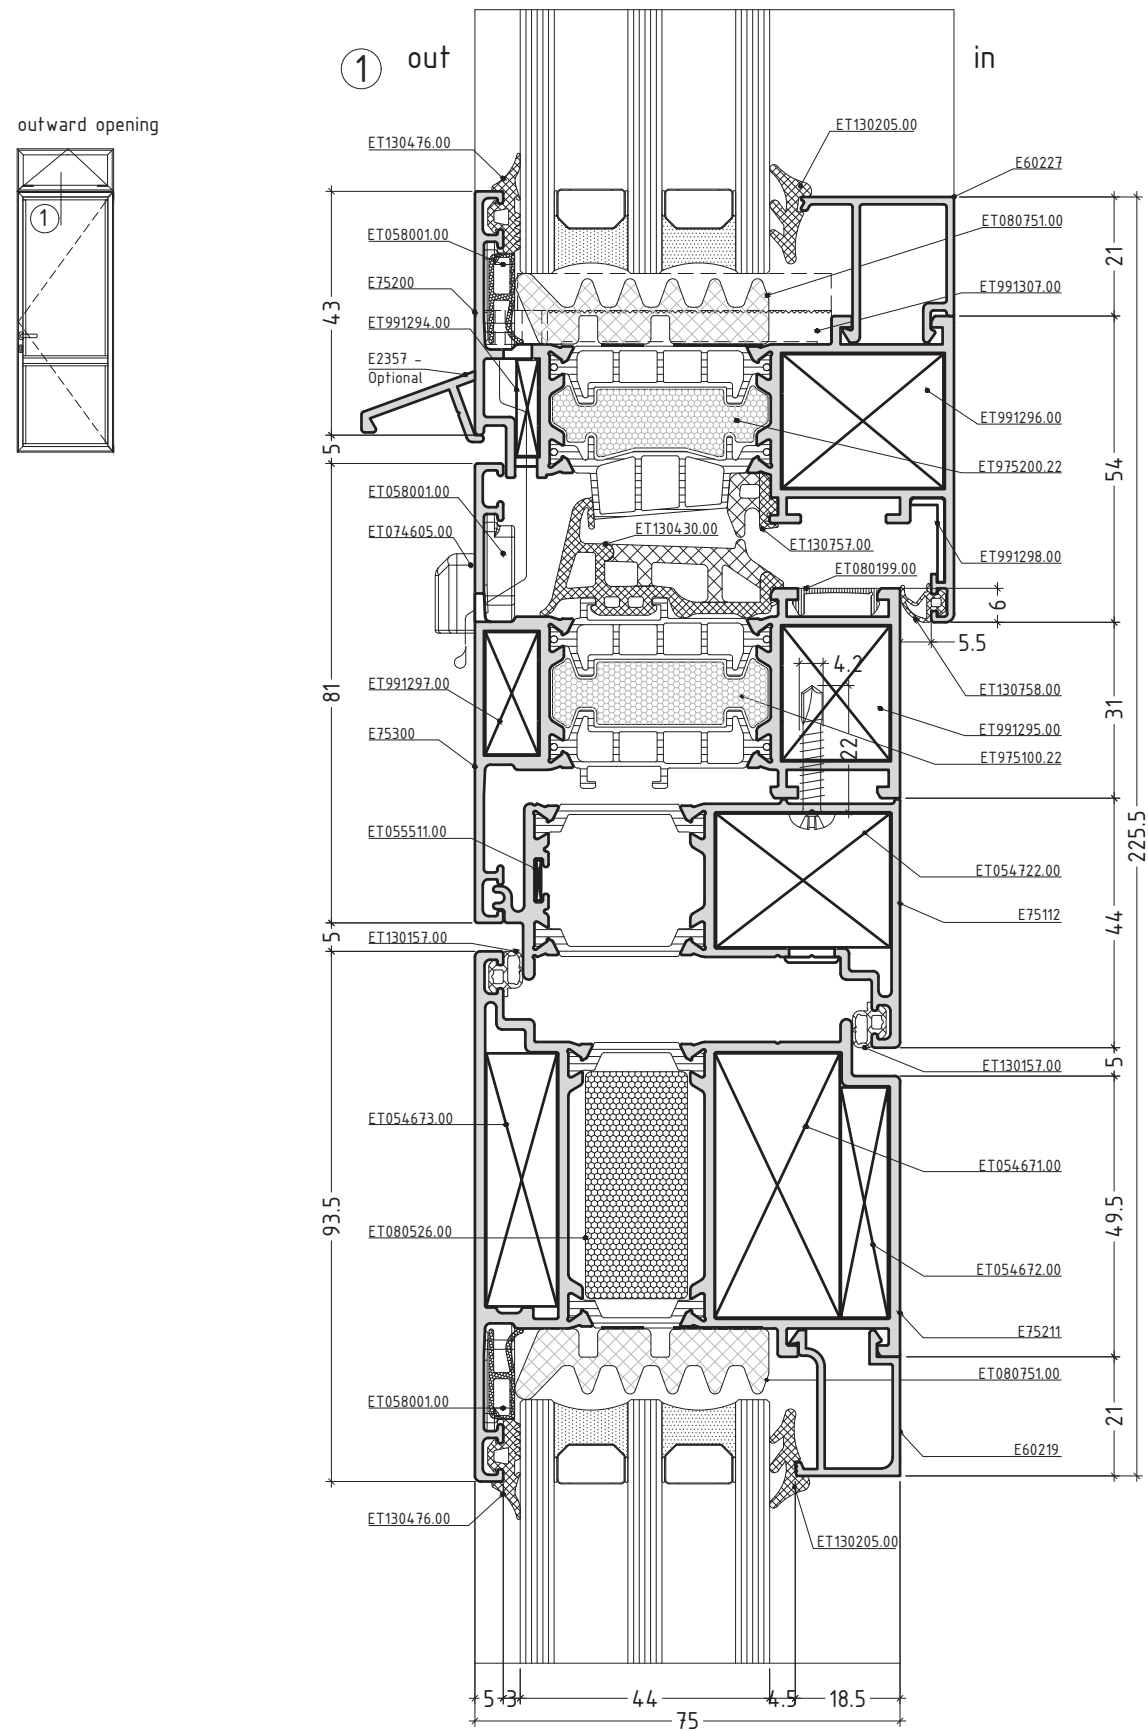 1
out
in
outward opening
1
ET130476.00
ET130205.00
E60227
ET058001.00
ET080751.00
E75200
ET991307.00
ET991294.00
E2357 -
Optional
ET991296.00
ET975200.22
ET058001.00
ET074605.00
ET130430.00
ET130757.00
ET991298.00
ET080199.00
ET130758.00
ET991297.00
ET991295.00
E75300
ET975100.22
ET055511.00
ET054722.00
E75112
ET130157.00
ET130157.00
ET054673.00
ET054671.00
ET080526.00
ET054672.00
E75211
ET080751.00
ET058001.00
E60219
ET130476.00
ET130205.00
43
5
81
5
93.5
21
54
6
5.5
4.2
22
31
225.5
44
5
49.5
21
5
3
44
4.5
18.5
75